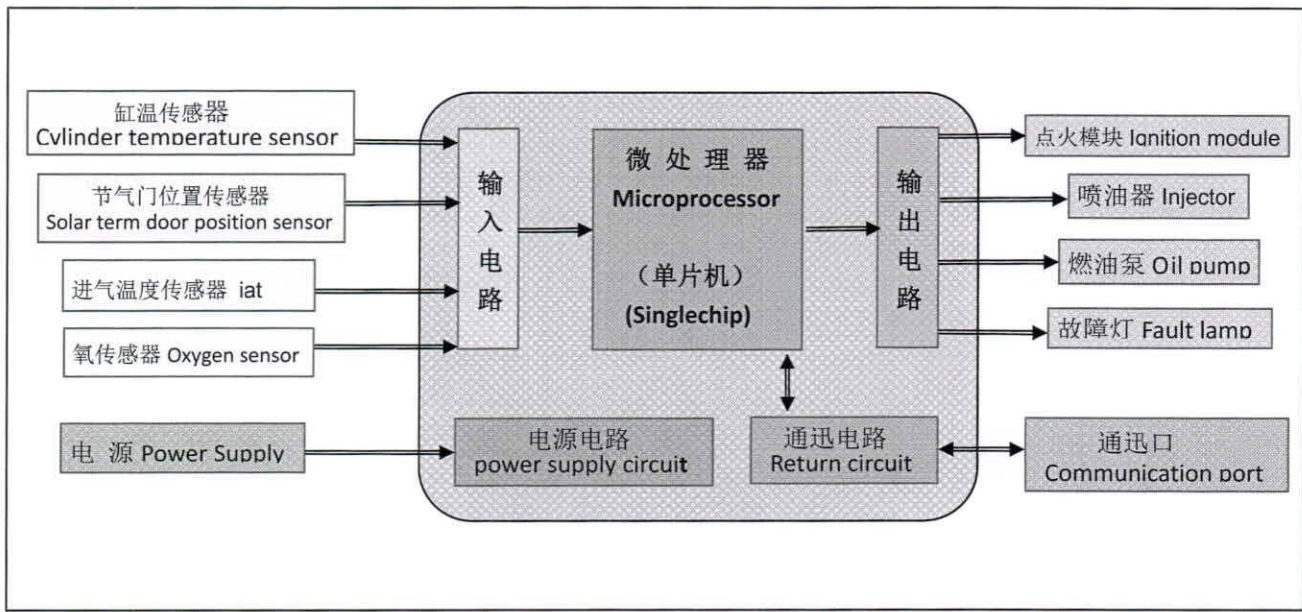 缸温传感器
Cylinder temperature sensor
节气门位置传感器
Solar term door position sensor
进气温度传感器 iat
氧传感器 Oxygen sensor
电 源 Power Supply
输入电路
微 处 理 器
Microprocessor
（单片机）
(Singlechip)
输出电路
电源电路
power supply circuit
通迅电路
Return circuit
点火模块 Ignition module
喷油器 Injector
燃油泵 Oil pump
故障灯 Fault lamp
通迅口
Communication port